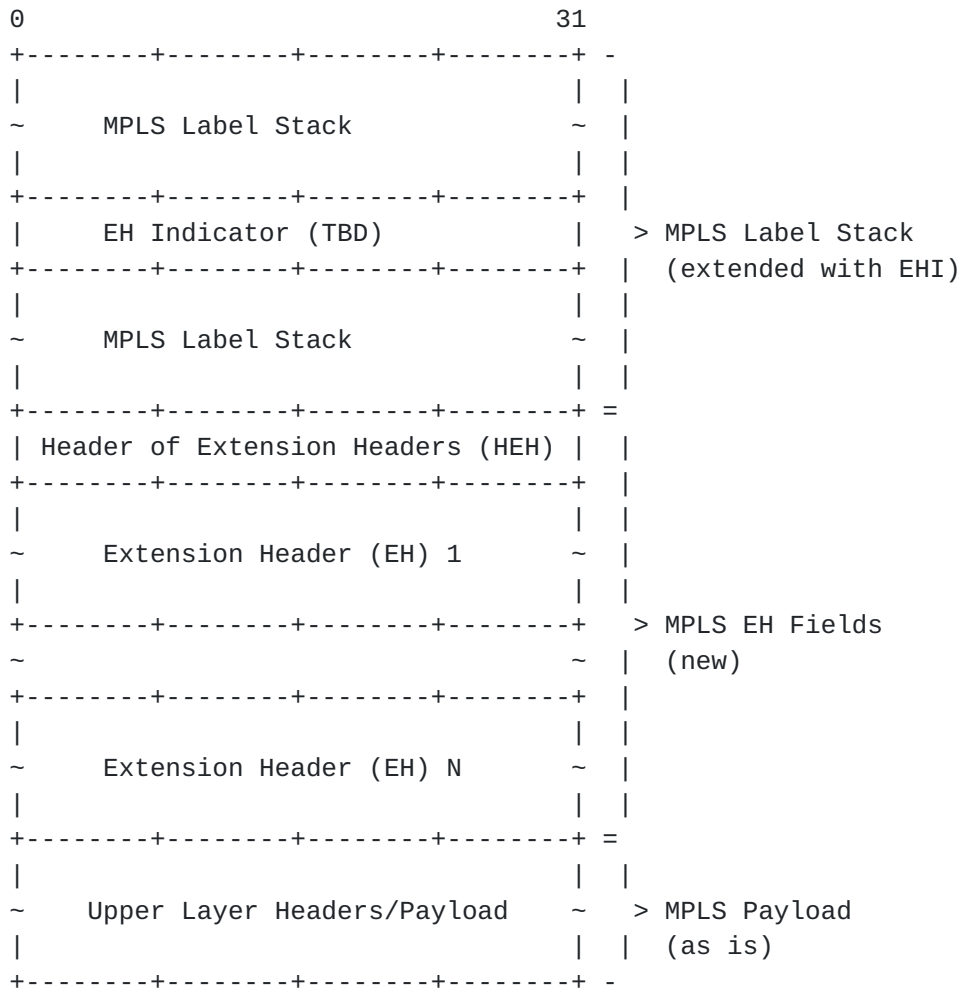 0                                  31
+--------+--------+--------+--------+ -
|                                   |  |
~     MPLS Label Stack              ~  |
|                                   |  |
+--------+--------+--------+--------+  |
|     EH Indicator (TBD)            |   > MPLS Label Stack
+--------+--------+--------+--------+  |  (extended with EHI)
|                                   |  |
~     MPLS Label Stack              ~  |
|                                   |  |
+--------+--------+--------+--------+ =
| Header of Extension Headers (HEH) |  |
+--------+--------+--------+--------+  |
|                                   |  |
~     Extension Header (EH) 1       ~  |
|                                   |  |
+--------+--------+--------+--------+   > MPLS EH Fields
~                                   ~  |  (new)
+--------+--------+--------+--------+  |
|                                   |  |
~     Extension Header (EH) N       ~  |
|                                   |  |
+--------+--------+--------+--------+ =
|                                   |  |
~    Upper Layer Headers/Payload    ~   > MPLS Payload
|                                   |  |  (as is)
+--------+--------+--------+--------+ -